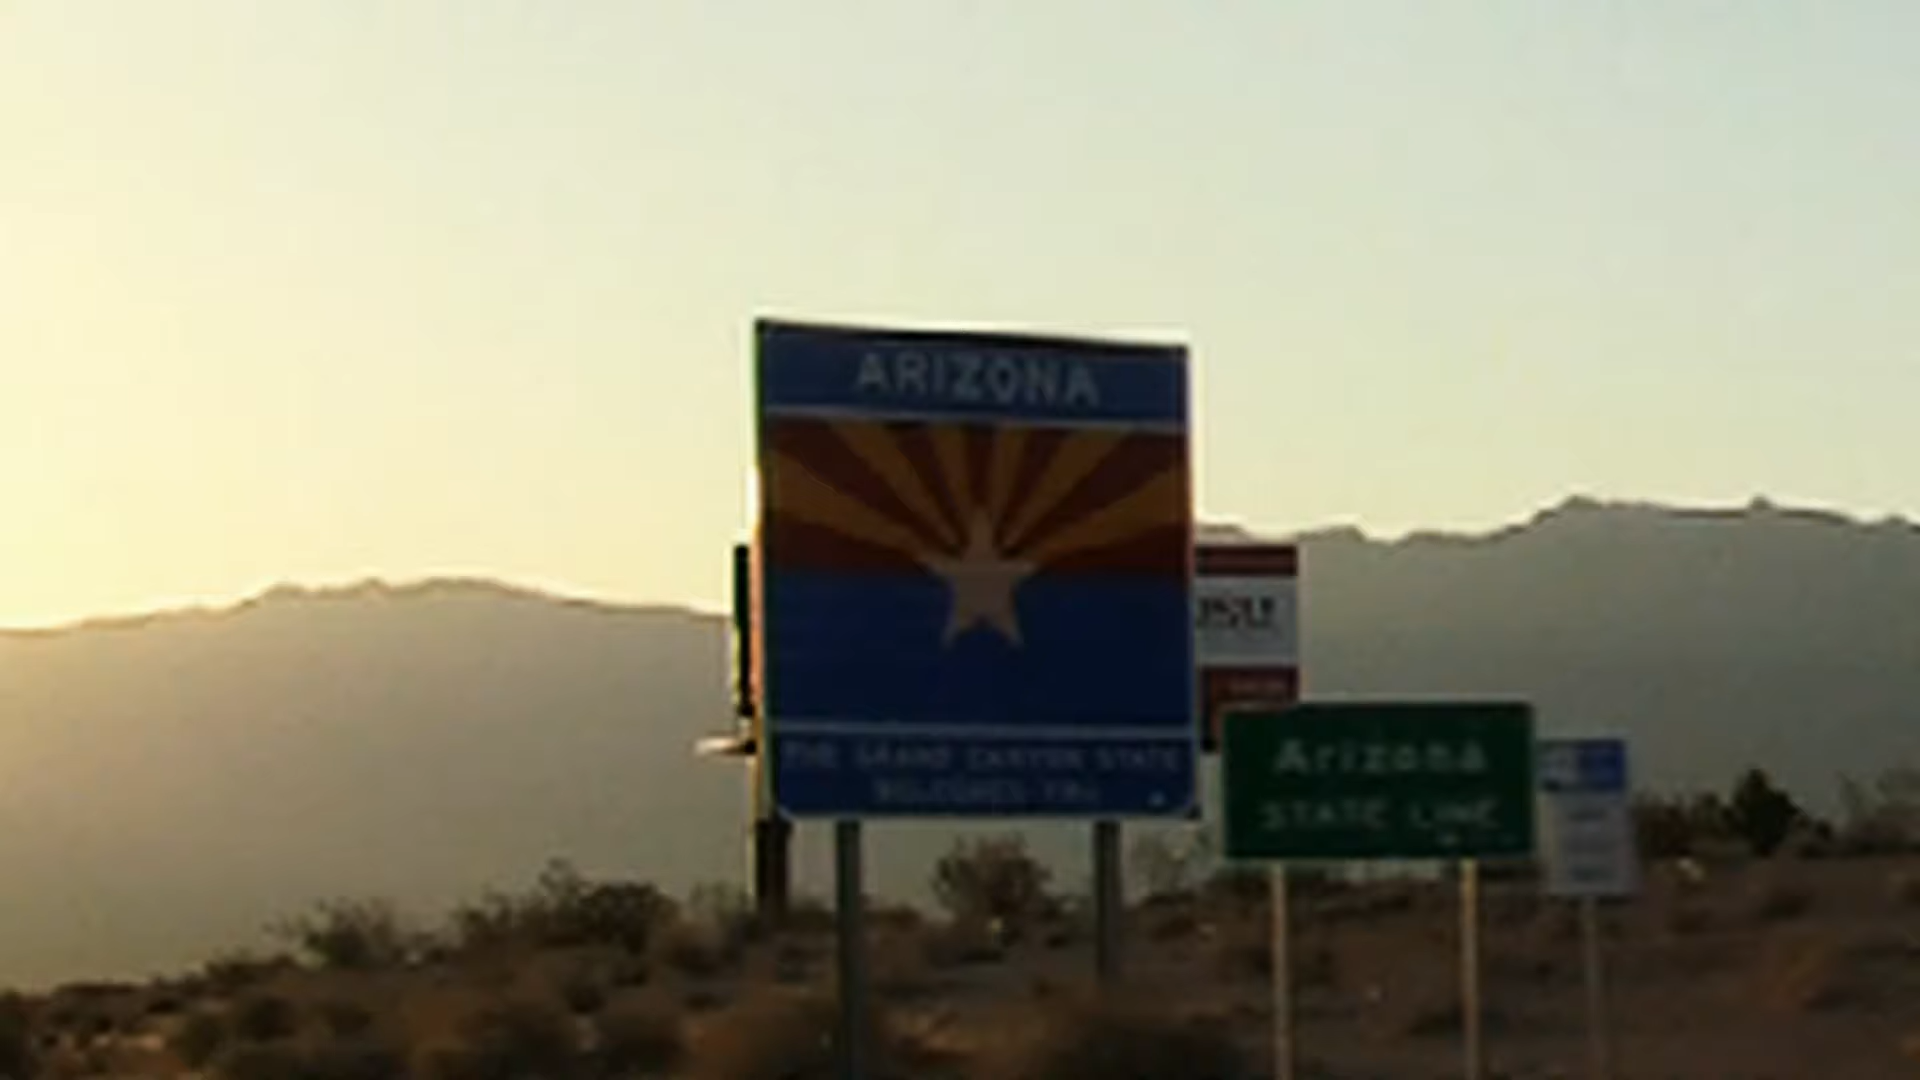 ARIZONA
THE GRAND CANYON STATE
WELCOMES YOU
Arizona
STATE LINE